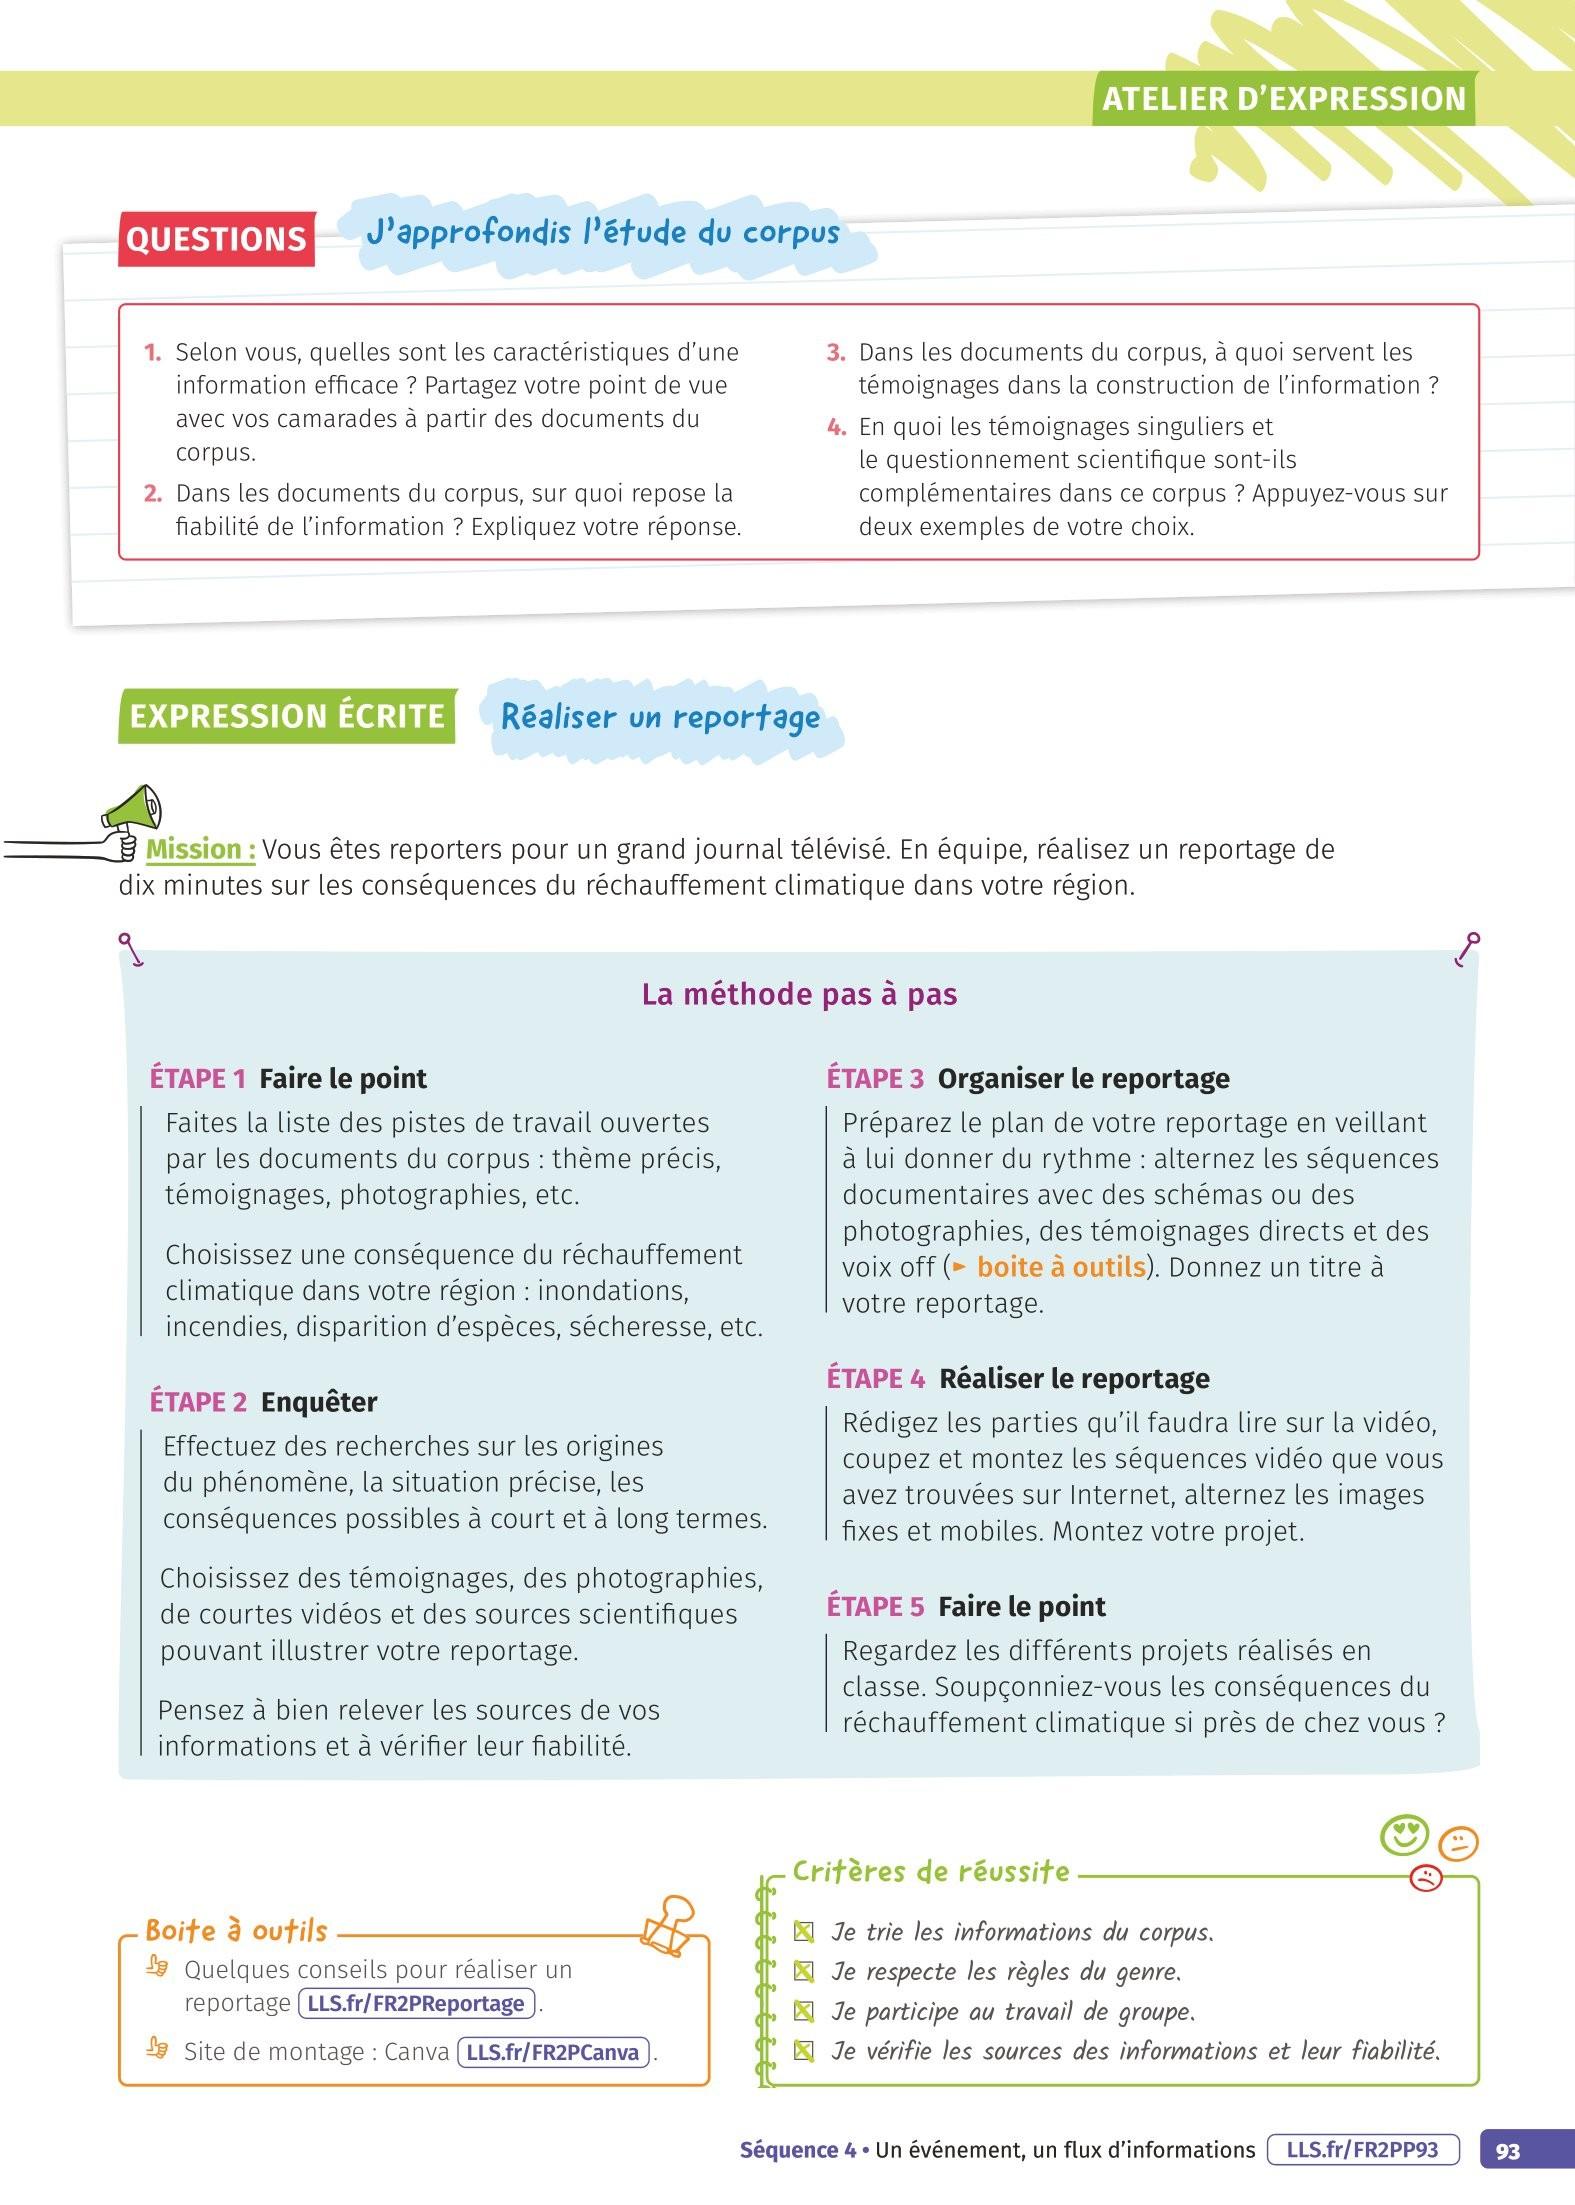 ATELIER D'EXPRESSION
QUESTIONS
J'approfondis l'étude du corpus
1. Selon vous, quelles sont les caractéristiques d'une
information efficace ? Partagez votre point de vue
avec vos camarades à partir des documents du
corpus.
2. Dans les documents du corpus, sur quoi repose la
fiabilité de l'information ? Expliquez votre réponse.
3. Dans les documents du corpus, à quoi servent les
témoignages dans la construction de l'information ?
4. En quoi les témoignages singuliers et
le questionnement scientifique sont-ils
complémentaires dans ce corpus ? Appuyez-vous sur
deux exemples de votre choix.
EXPRESSION ÉCRITE
Réaliser un reportage
Mission : Vous êtes reporters pour un grand journal télévisé. En équipe, réalisez un reportage de
dix minutes sur les conséquences du réchauffement climatique dans votre région.
La méthode pas à pas
ÉTAPE 1 Faire le point
Faites la liste des pistes de travail ouvertes
par les documents du corpus : thème précis,
témoignages, photographies, etc.
Choisissez une conséquence du réchauffement
climatique dans votre région : inondations,
incendies, disparition d'espèces, sécheresse, etc.
ÉTAPE 2 Enquêter
Effectuez des recherches sur les origines
du phénomène, la situation précise, les
conséquences possibles à court et à long termes.
Choisissez des témoignages, des photographies,
de courtes vidéos et des sources scientifiques
pouvant illustrer votre reportage.
Pensez à bien relever les sources de vos
informations et à vérifier leur fiabilité.
ÉTAPE 3 Organiser le reportage
Préparez le plan de votre reportage en veillant
à lui donner du rythme : alternez les séquences
documentaires avec des schémas ou des
photographies, des témoignages directs et des
voix off (► boite à outils). Donnez un titre à
votre reportage.
ÉTAPE 4 Réaliser le reportage
Rédigez les parties qu'il faudra lire sur la vidéo,
coupez et montez les séquences vidéo que vous
avez trouvées sur Internet, alternez les images
fixes et mobiles. Montez votre projet.
ÉTAPE 5 Faire le point
Regardez les différents projets réalisés en
classe. Soupçonniez-vous les conséquences du
réchauffement climatique si près de chez vous ?
Boite à outils
Quelques conseils pour réaliser un
reportage LLS.fr/FR2PReportage .
Site de montage : Canva LLS.fr/FR2PCanva .
Critères de réussite
Je trie les informations du corpus.
Je respecte les règles du genre.
Je participe au travail de groupe.
Je vérifie les sources des informations et leur fiabilité.
Séquence 4 • Un événement, un flux d'informations LLS.fr/FR2PP93 93